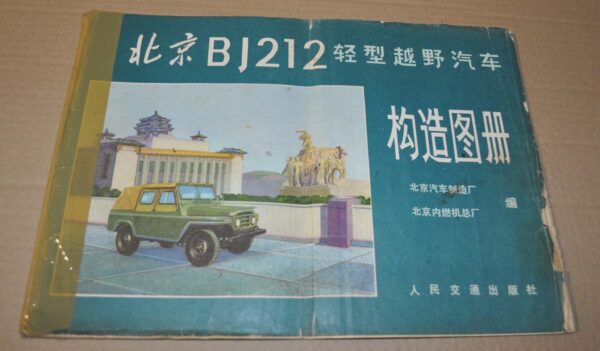 北京BJ212轻型越野汽车
构造图册
北京汽车制造厂
北京内燃机总厂
编
人民交通出版社